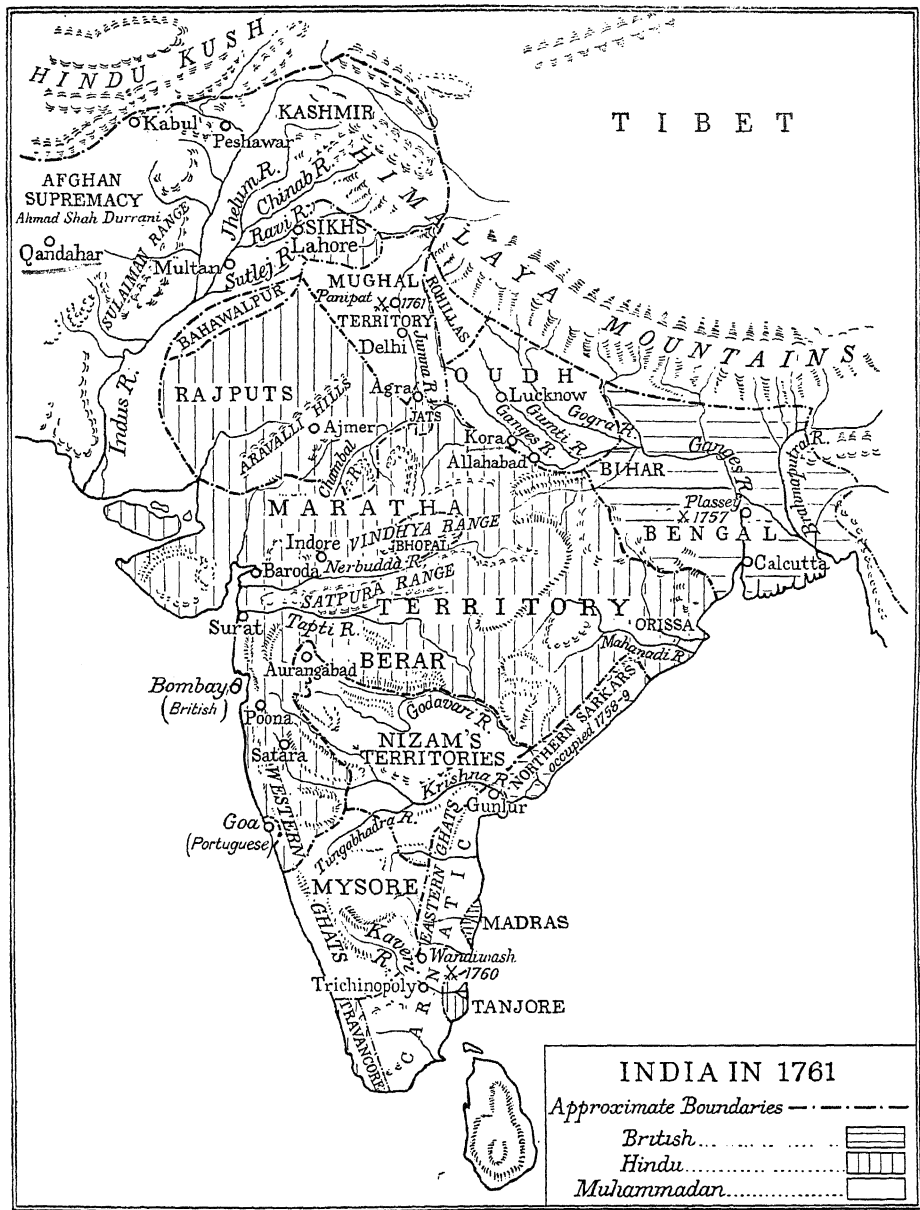 HINDU KUSH
TIBET
Kabul
Peshawar
KASHMIR
AFGHAN
SUPREMACY
Ahmad Shah Durrani
Qandahar
SULAIMAN RANGE
Jhelum R.
Chinab R.
Ravi R.
SIKHS
Lahore
Multan
Sutlej R.
HIMALAYA MOUNTAINS
MUGHAL
Panipat 1761
TERRITORY
Delhi
ROHILLAS
BAHAWALPUR
RAJPUTS
Indus R.
Jumna R.
OUDH
Lucknow
Agra
JATS
ARAVALLI HILLS
Ajmer
Chambal R.
Kora
Ganges R.
Gumti R.
Gogra R.
Allahabad
BIHAR
Ganges R.
Brahmaputra R.
Plassey
1757
BENGAL
Calcutta
MARATHA
Indore
VINDHYA RANGE
BHOPAL
Baroda
Nerbudda R.
SATPURA RANGE
TERRITORY
ORISSA
Surat
Tapti R.
Mahanadi R.
BERAR
Aurangabad
Bombay
(British)
Poona
Godavari R.
NORTHERN SARKARS
occupied 1758-9
NIZAM'S
TERRITORIES
Satara
Krishna R.
Guntur
WESTERN GHATS
Goa
(Portuguese)
Tungabhadra R.
EASTERN GHATS
CARNATIC
MYSORE
MADRAS
Kaveri R.
Wandiwash
1760
Trichinopoly
TANJORE
TRAVANCORE
INDIA IN 1761
Approximate Boundaries
British
Hindu
Muhammadan